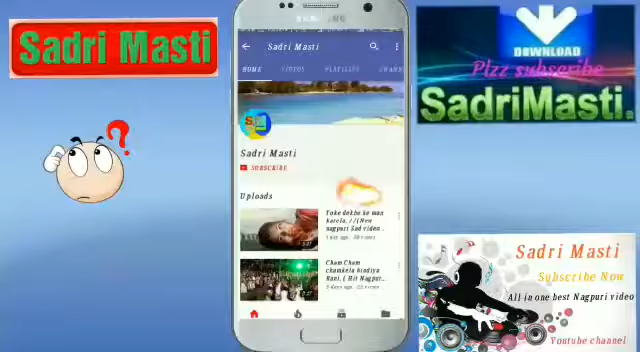 Sadri Masti
SAMSUNG
Sadri Masti
HOME VIDEOS PLAYLISTS CHANN
Sadri Masti
SUBSCRIBE
Uploads
Toke dekhe ke man
karela. //(New
nagpuri Sad video
Cham Cham
chamkela bindiya
Rani. ( Hit Nagpur...
DOWNLOAD
Plzz subscribe
SadriMasti.
Sadri Masti
Subscribe Now
All in one best Nagpuri video
Youtube channel